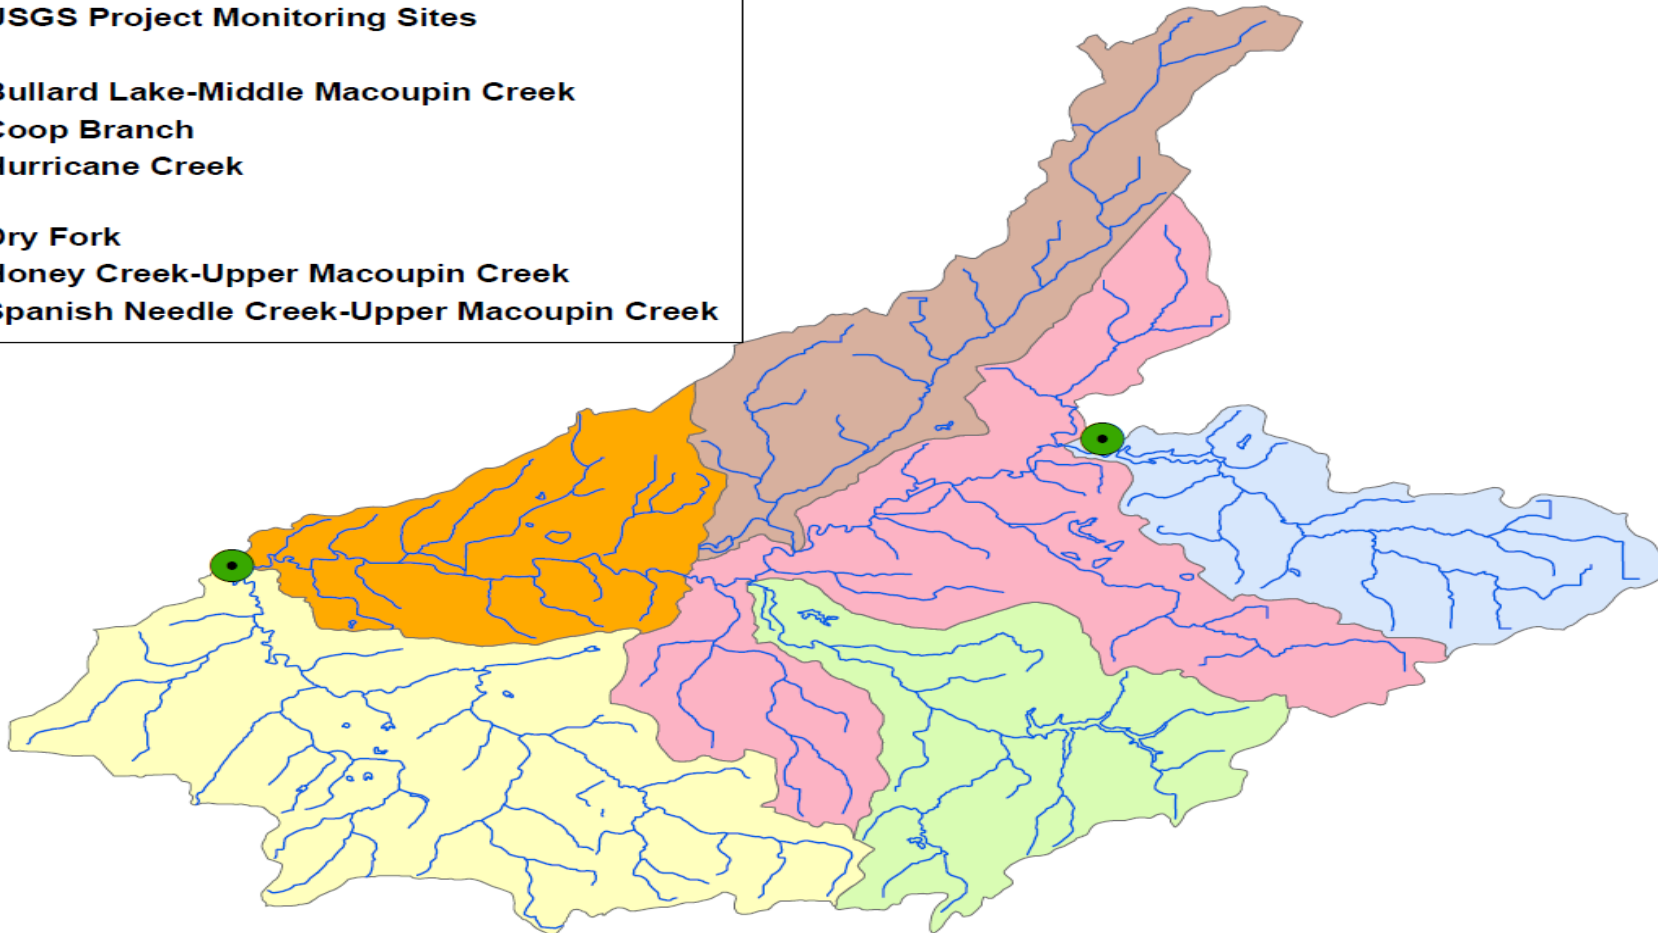 USGS Project Monitoring Sites
Bullard Lake-Middle Macoupin Creek
Coop Branch
Hurricane Creek
Dry Fork
Honey Creek-Upper Macoupin Creek
Spanish Needle Creek-Upper Macoupin Creek